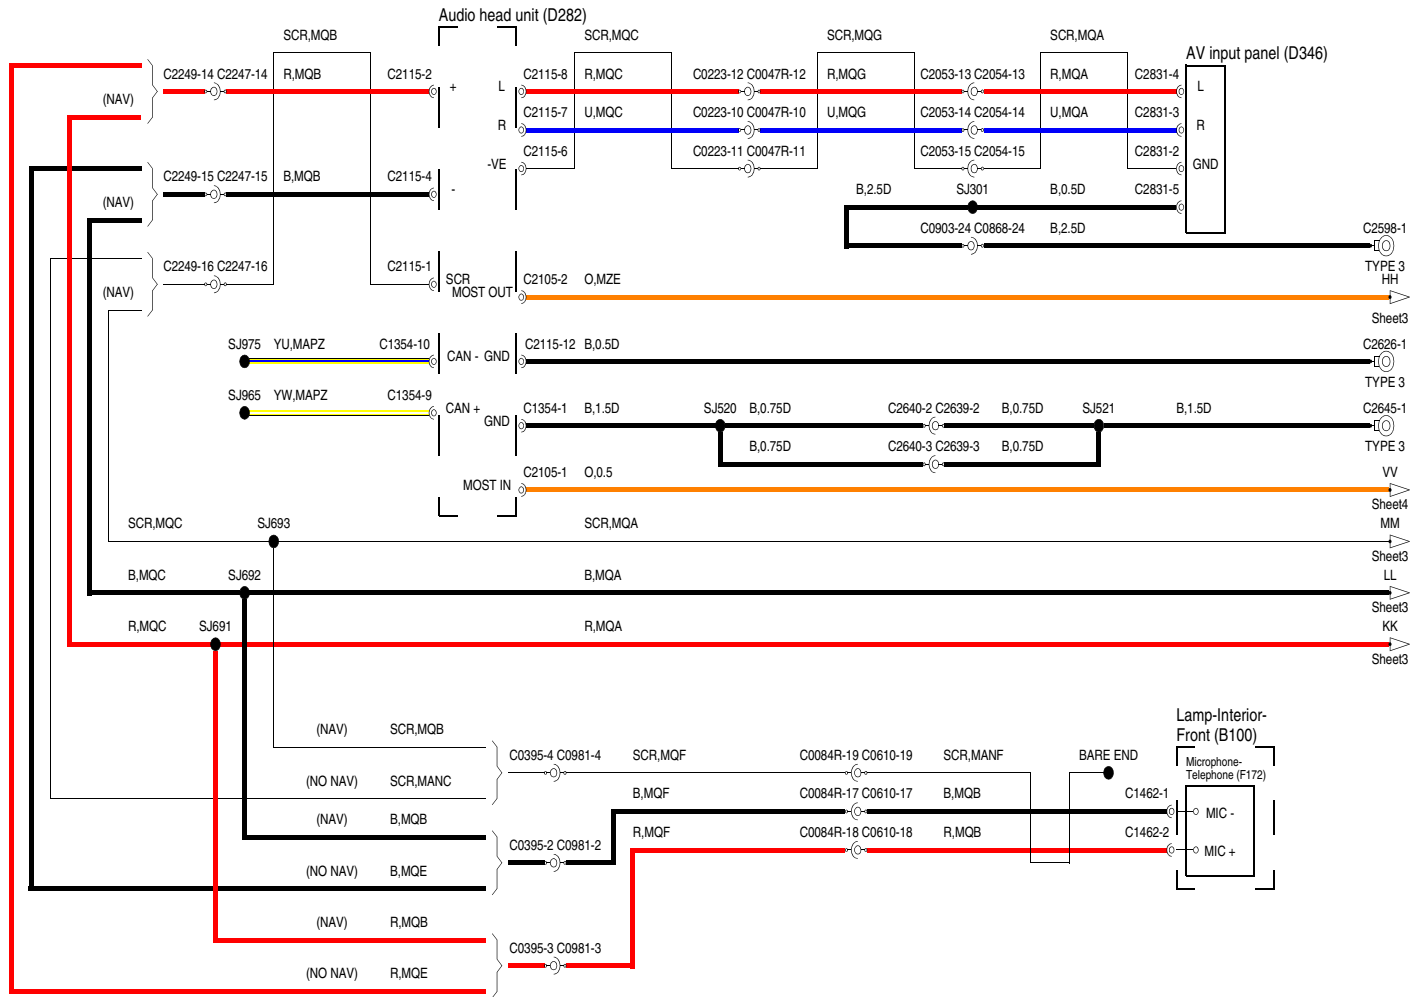 Audio head unit (D282)
SCR,MQB
SCR,MQC
SCR,MQG
SCR,MQA
AV input panel (D346)
C2249-14 C2247-14
R,MQB
C2115-2
+
L
C2115-8
R,MQC
C0223-12 C0047R-12
R,MQG
C2053-13 C2054-13
R,MQA
C2831-4
L
(NAV)
R
C2115-7
U,MQC
C0223-10 C0047R-10
U,MQG
C2053-14 C2054-14
U,MQA
C2831-3
R
-VE
C2115-6
C0223-11 C0047R-11
C2053-15 C2054-15
C2831-2
GND
C2249-15 C2247-15
B,MQB
C2115-4
-
(NAV)
B,2.5D
SJ301
B,0.5D
C2831-5
C0903-24 C0868-24
B,2.5D
C2598-1
TYPE 3
C2249-16 C2247-16
C2115-1
SCR
MOST OUT
C2105-2
O,MZE
HH
Sheet3
(NAV)
SJ975
YU,MAPZ
C1354-10
CAN -
GND
C2115-12
B,0.5D
C2626-1
TYPE 3
SJ965
YW,MAPZ
C1354-9
CAN +
GND
C1354-1
B,1.5D
SJ520
B,0.75D
C2640-2 C2639-2
B,0.75D
SJ521
B,1.5D
C2645-1
TYPE 3
B,0.75D
C2640-3 C2639-3
B,0.75D
MOST IN
C2105-1
O,0.5
VV
Sheet4
SCR,MQC
SJ693
SCR,MQA
MM
Sheet3
B,MQC
SJ692
B,MQA
LL
Sheet3
R,MQC
SJ691
R,MQA
KK
Sheet3
Lamp-Interior-
Front (B100)
(NAV)
SCR,MQB
C0395-4 C0981-4
SCR,MQF
C0084R-19 C0610-19
SCR,MANF
BARE END
Microphone-
Telephone (F172)
(NO NAV)
SCR,MANC
B,MQF
C0084R-17 C0610-17
B,MQB
C1462-1
MIC -
(NAV)
B,MQB
R,MQF
C0084R-18 C0610-18
R,MQB
C1462-2
MIC +
C0395-2 C0981-2
(NO NAV)
B,MQE
(NAV)
R,MQB
C0395-3 C0981-3
(NO NAV)
R,MQE